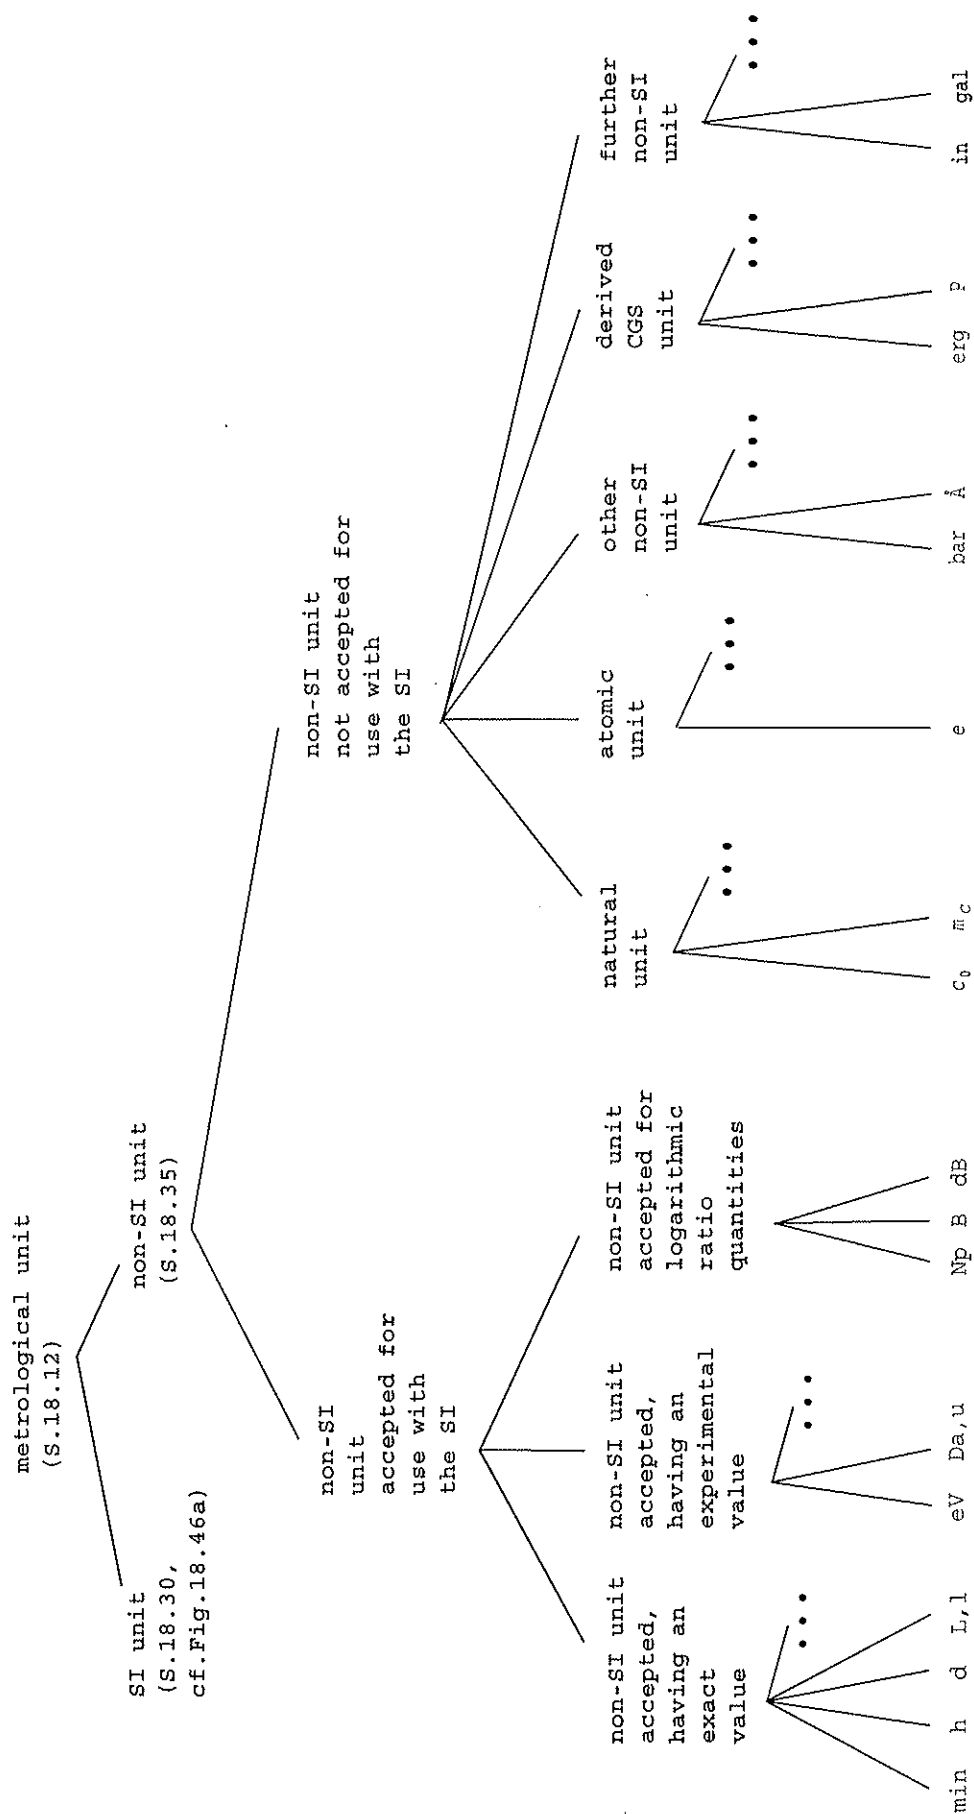 metrological unit
(S.18.12)
SI unit
(S.18.30,
cf.Fig.18.46a)
non-SI unit
(S.18.35)
non-SI
unit
accepted for
use with
the SI
non-SI unit
not accepted for
use with
the SI
non-SI unit
accepted,
having an
exact
value
non-SI unit
accepted,
having an
experimental
value
non-SI unit
accepted for
logarithmic
ratio
quantities
natural
unit
atomic
unit
other
non-SI
unit
derived
CGS
unit
further
non-SI
unit
min h d L,l ...
eV Da,u ...
Np B dB
c₀ m_C ...
e ...
bar Å ...
erg P ...
in gal ...